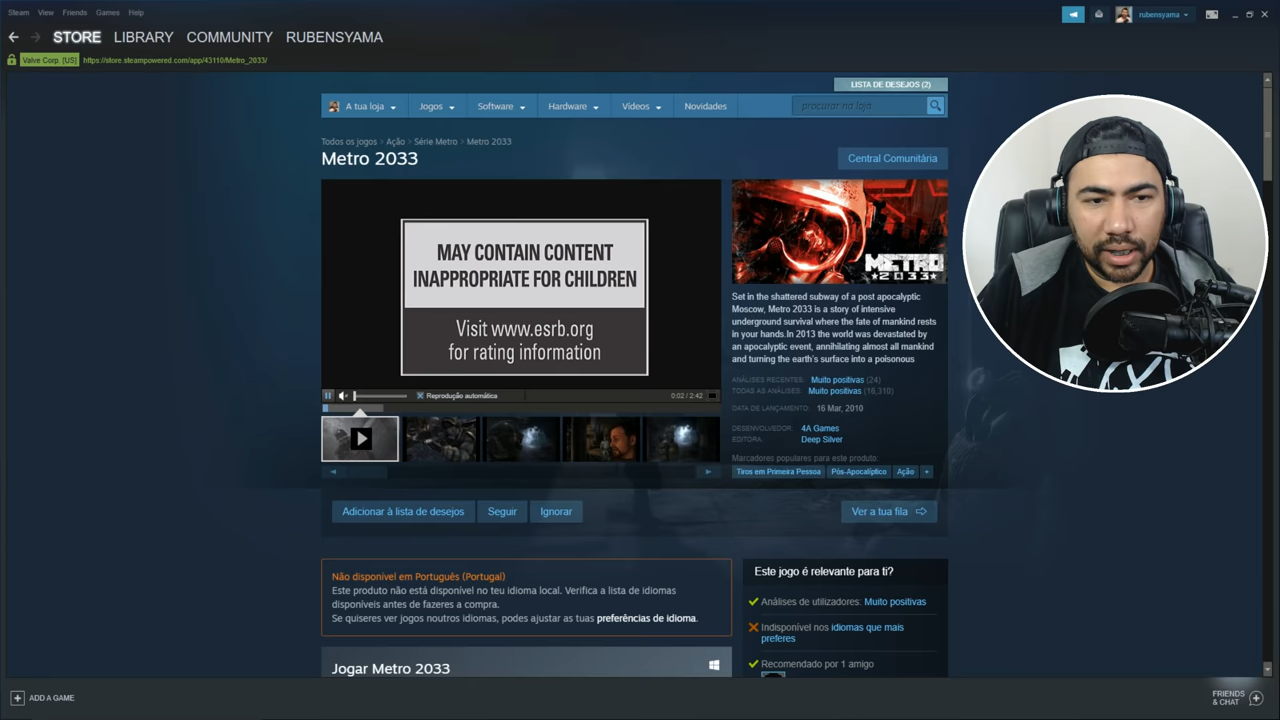 Steam View Friends Games Help
rubensyama
STORE LIBRARY COMMUNITY RUBENSYAMA
Valve Corp. [US] https://store.steampowered.com/app/43110/Metro_2033/
LISTA DE DESEJOS (2)
A tua loja Jogos Software Hardware Vídeos Novidades procurar na loja
Todos os jogos > Ação > Série Metro > Metro 2033
Metro 2033
Central Comunitária
MAY CONTAIN CONTENT
INAPPROPRIATE FOR CHILDREN
Visit www.esrb.org
for rating information
Reprodução automática 0:02 / 2:42
METRO
2033
Set in the shattered subway of a post apocalyptic
Moscow, Metro 2033 is a story of intensive
underground survival where the fate of mankind rests
in your hands.In 2013 the world was devastated by
an apocalyptic event, annihilating almost all mankind
and turning the earth's surface into a poisonous
ANÁLISES RECENTES: Muito positivas (24)
TODAS AS ANÁLISES: Muito positivas (16,310)
DATA DE LANÇAMENTO: 16 Mar, 2010
DESENVOLVEDOR: 4A Games
EDITORA: Deep Silver
Marcadores populares para este produto:
Tiros em Primeira Pessoa Pós-Apocalíptico Ação +
Adicionar à lista de desejos Seguir Ignorar Ver a tua fila
Não disponível em Português (Portugal)
Este produto não está disponível no teu idioma local. Verifica a lista de idiomas
disponíveis antes de fazeres a compra.
Se quiseres ver jogos noutros idiomas, podes ajustar as tuas preferências de idioma.
Este jogo é relevante para ti?
Análises de utilizadores: Muito positivas
Indisponível nos idiomas que mais
preferes
Recomendado por 1 amigo
Jogar Metro 2033
ADD A GAME
FRIENDS
& CHAT